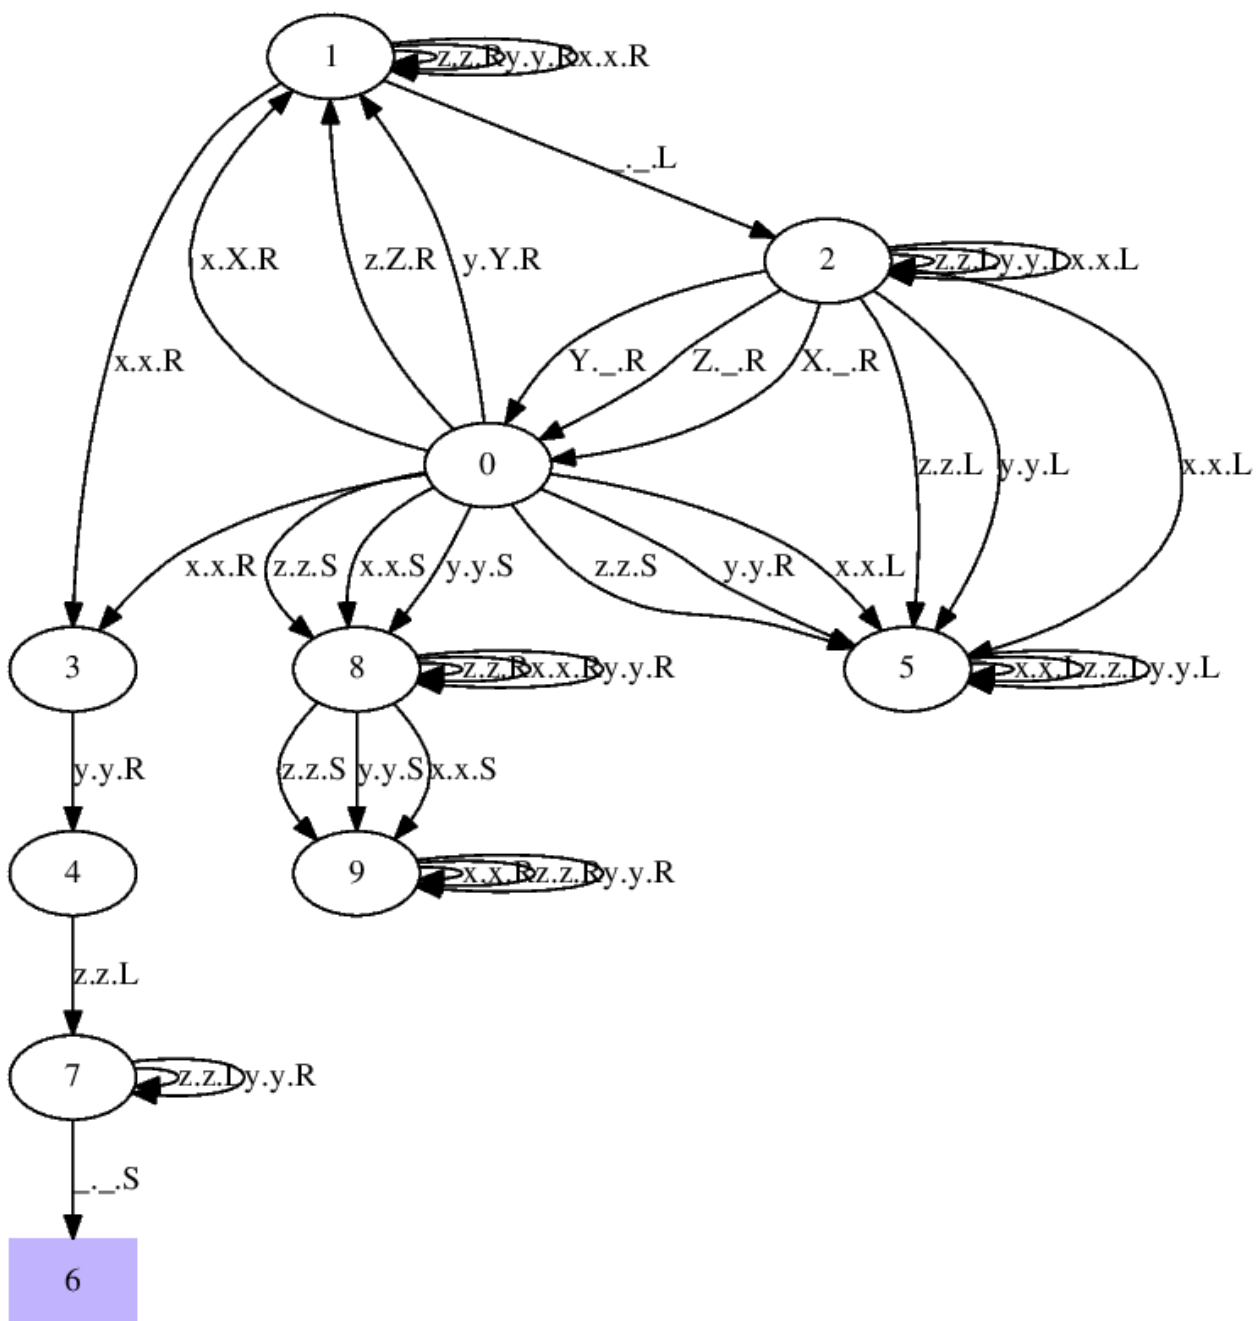 1 z.z.R y.y.R x.x.R
_._.L
x.X.R z.Z.R y.Y.R 2 z.z.L y.y.L x.x.L
x.x.R Y._.R Z._.R X._.R
0 z.z.L y.y.L x.x.L
x.x.R z.z.S x.x.S y.y.S z.z.S y.y.R x.x.L
3 8 z.z.R x.x.R y.y.R 5 x.x.L z.z.L y.y.L
y.y.R z.z.S y.y.S x.x.S
4 9 x.x.R z.z.R y.y.R
z.z.L
7 z.z.L y.y.R
_._.S
6